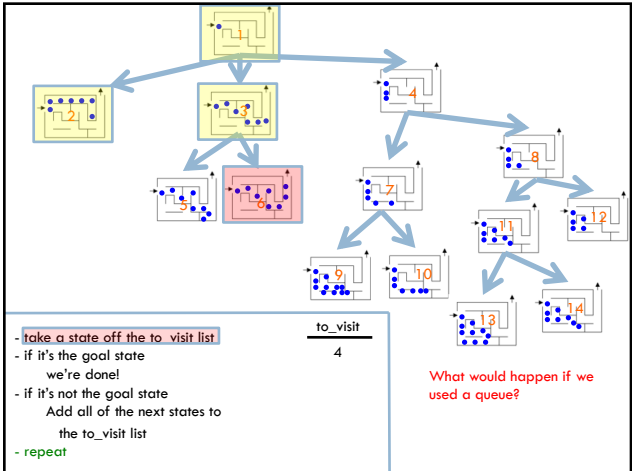 1
2
3
4
5
6
7
8
9
10
11
12
13
14
- take a state off the to_visit list
- if it's the goal state
we're done!
- if it's not the goal state
Add all of the next states to
the to_visit list
- repeat
to_visit
4
What would happen if we
used a queue?